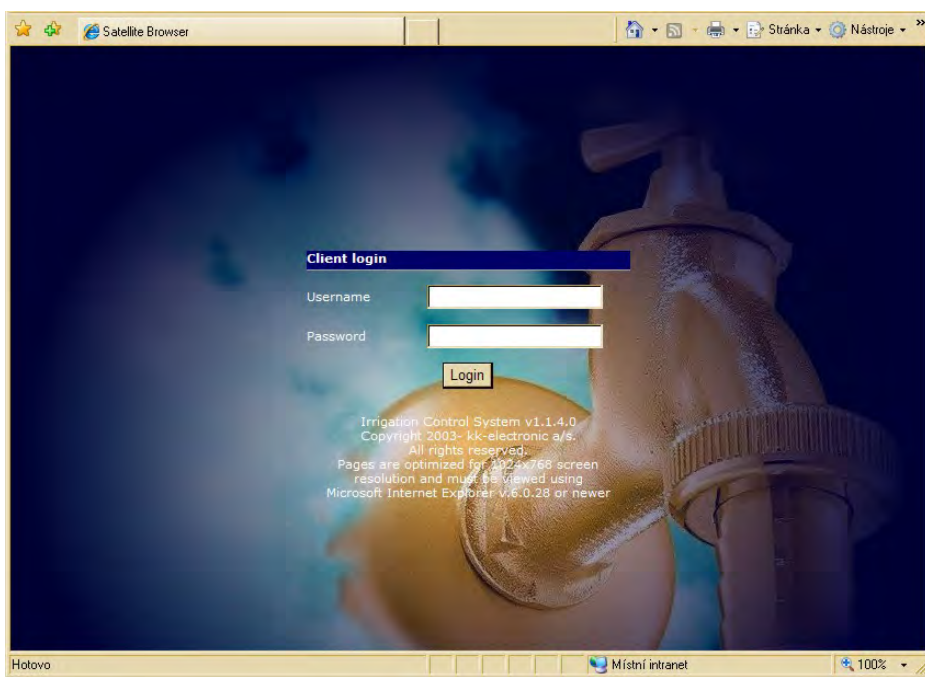 Satellite Browser
Stránka
Nástroje
»
Client login
Username
Password
Login
Irrigation Control System v1.1.4.0
Copyright 2003- kk-electronic a/s.
All rights reserved.
Pages are optimized for 1024x768 screen
resolution and must be viewed using
Microsoft Internet Explorer v.6.0.28 or newer
Hotovo
Místní intranet
100%